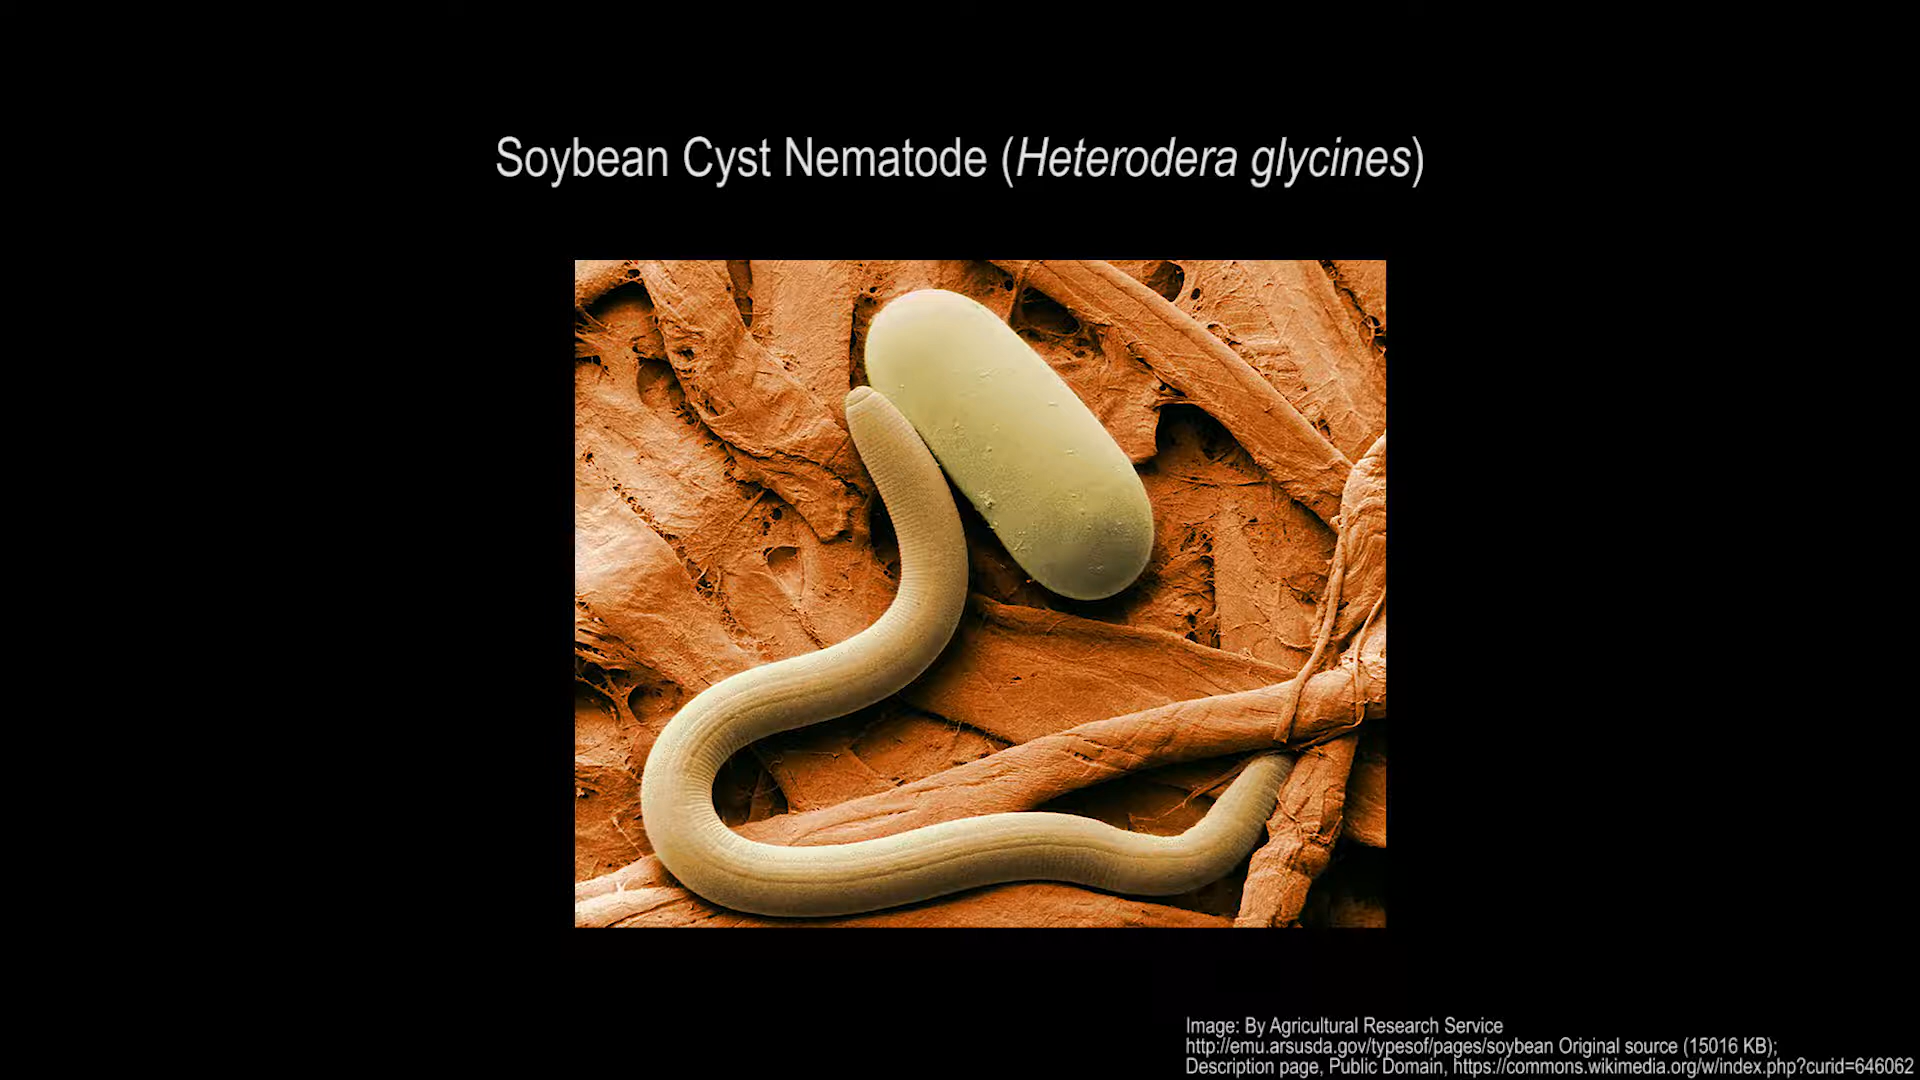 Soybean Cyst Nematode (Heterodera glycines)
Image: By Agricultural Research Service
http://emu.arsusda.gov/typesof/pages/soybean Original source (15016 KB);
Description page, Public Domain, https://commons.wikimedia.org/w/index.php?curid=646062